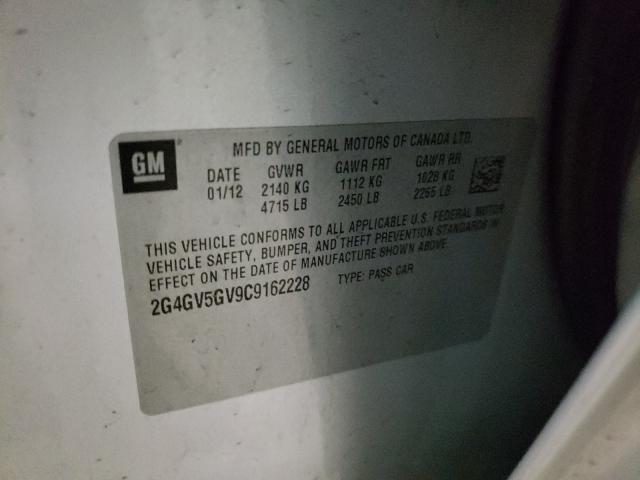 GM
MFD BY GENERAL MOTORS OF CANADA LTD.
DATE GVWR GAWR FRT GAWR RR
01/12 2140 KG 1112 KG 1028 KG
4715 LB 2450 LB 2265 LB
THIS VEHICLE CONFORMS TO ALL APPLICABLE U.S. FEDERAL MOTOR
VEHICLE SAFETY, BUMPER, AND THEFT PREVENTION STANDARDS IN
EFFECT ON THE DATE OF MANUFACTURE SHOWN ABOVE.
2G4GV5GV9C9162228 TYPE: PASS CAR